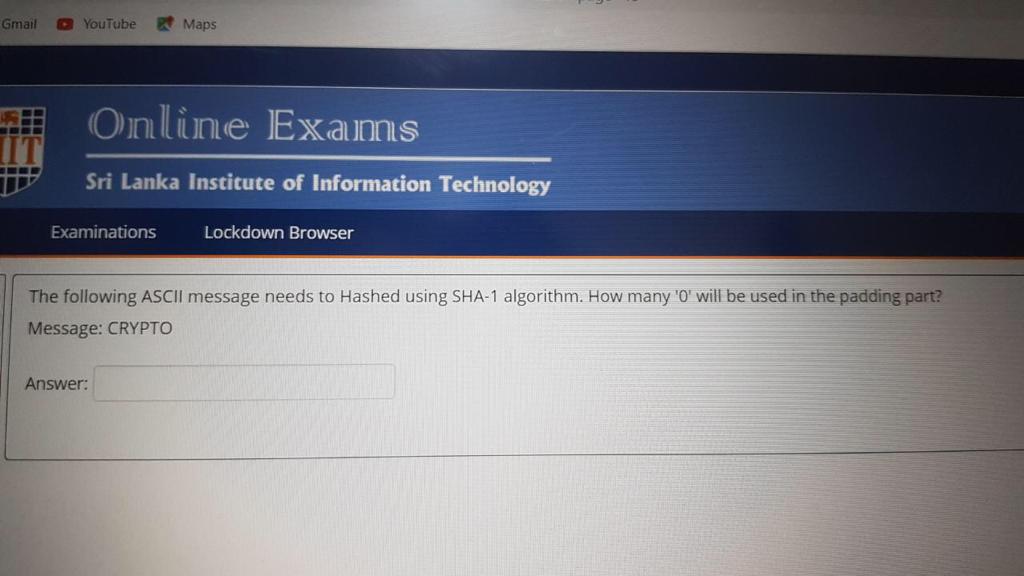 Gmail YouTube Maps
IIT
Online Exams
Sri Lanka Institute of Information Technology
Examinations Lockdown Browser
The following ASCII message needs to Hashed using SHA-1 algorithm. How many '0' will be used in the padding part?
Message: CRYPTO
Answer: